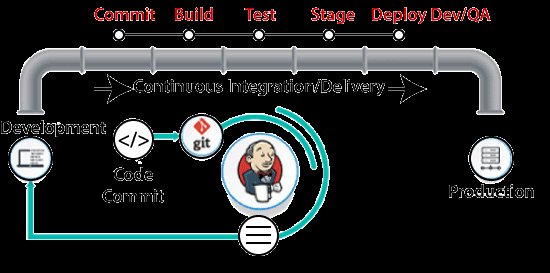 Commit Build Test Stage Deploy Dev/QA
Continuous Integration/Delivery
Development
</>
git
Code
Commit
Production